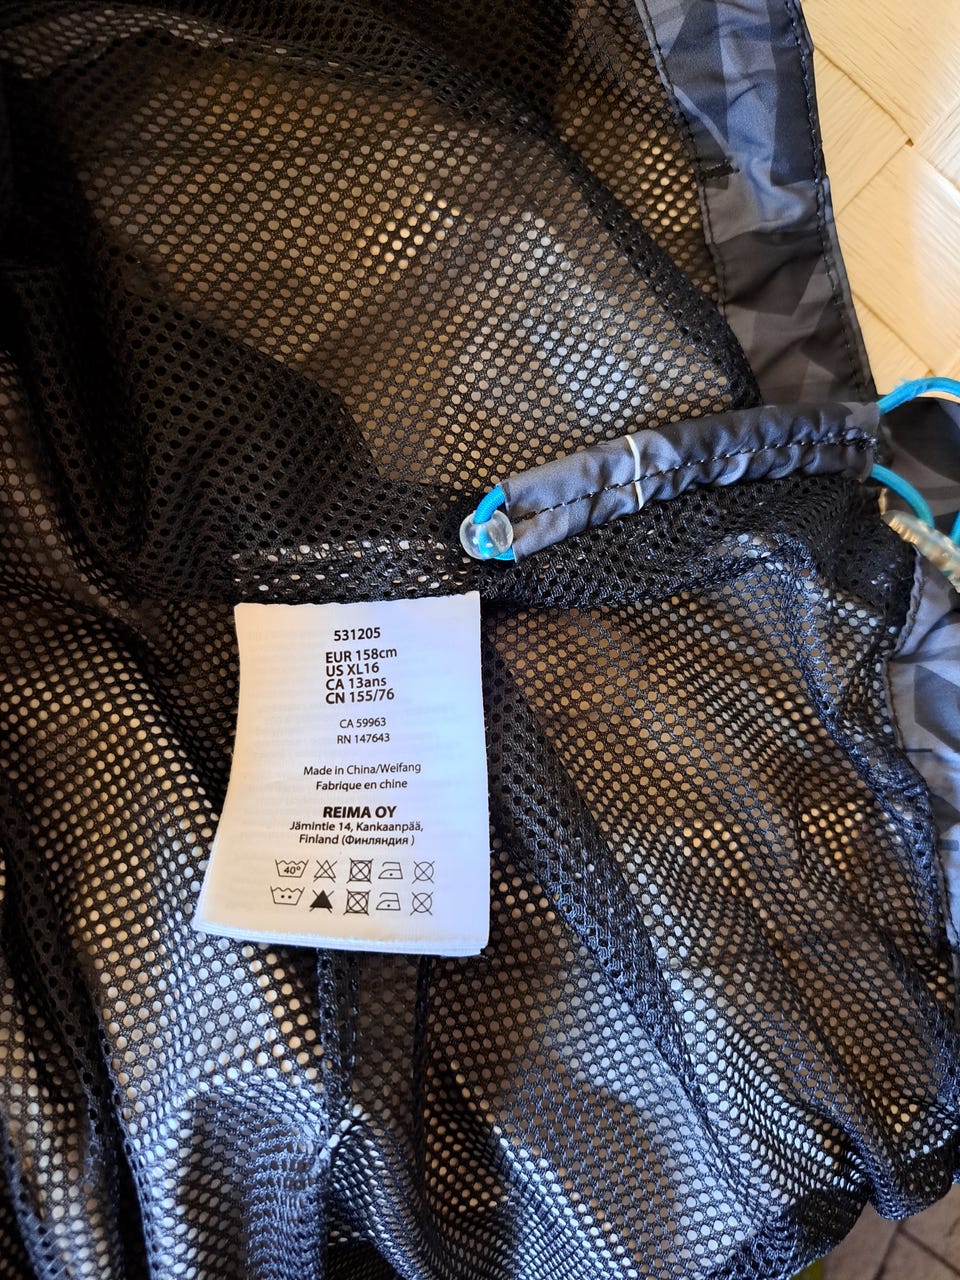 531205
EUR 158cm
US XL16
CA 13ans
CN 155/76
CA 59963
RN 147643
Made in China/Weifang
Fabrique en chine
REIMA OY
Jämintie 14, Kankaanpää,
Finland (Финляндия )
40°